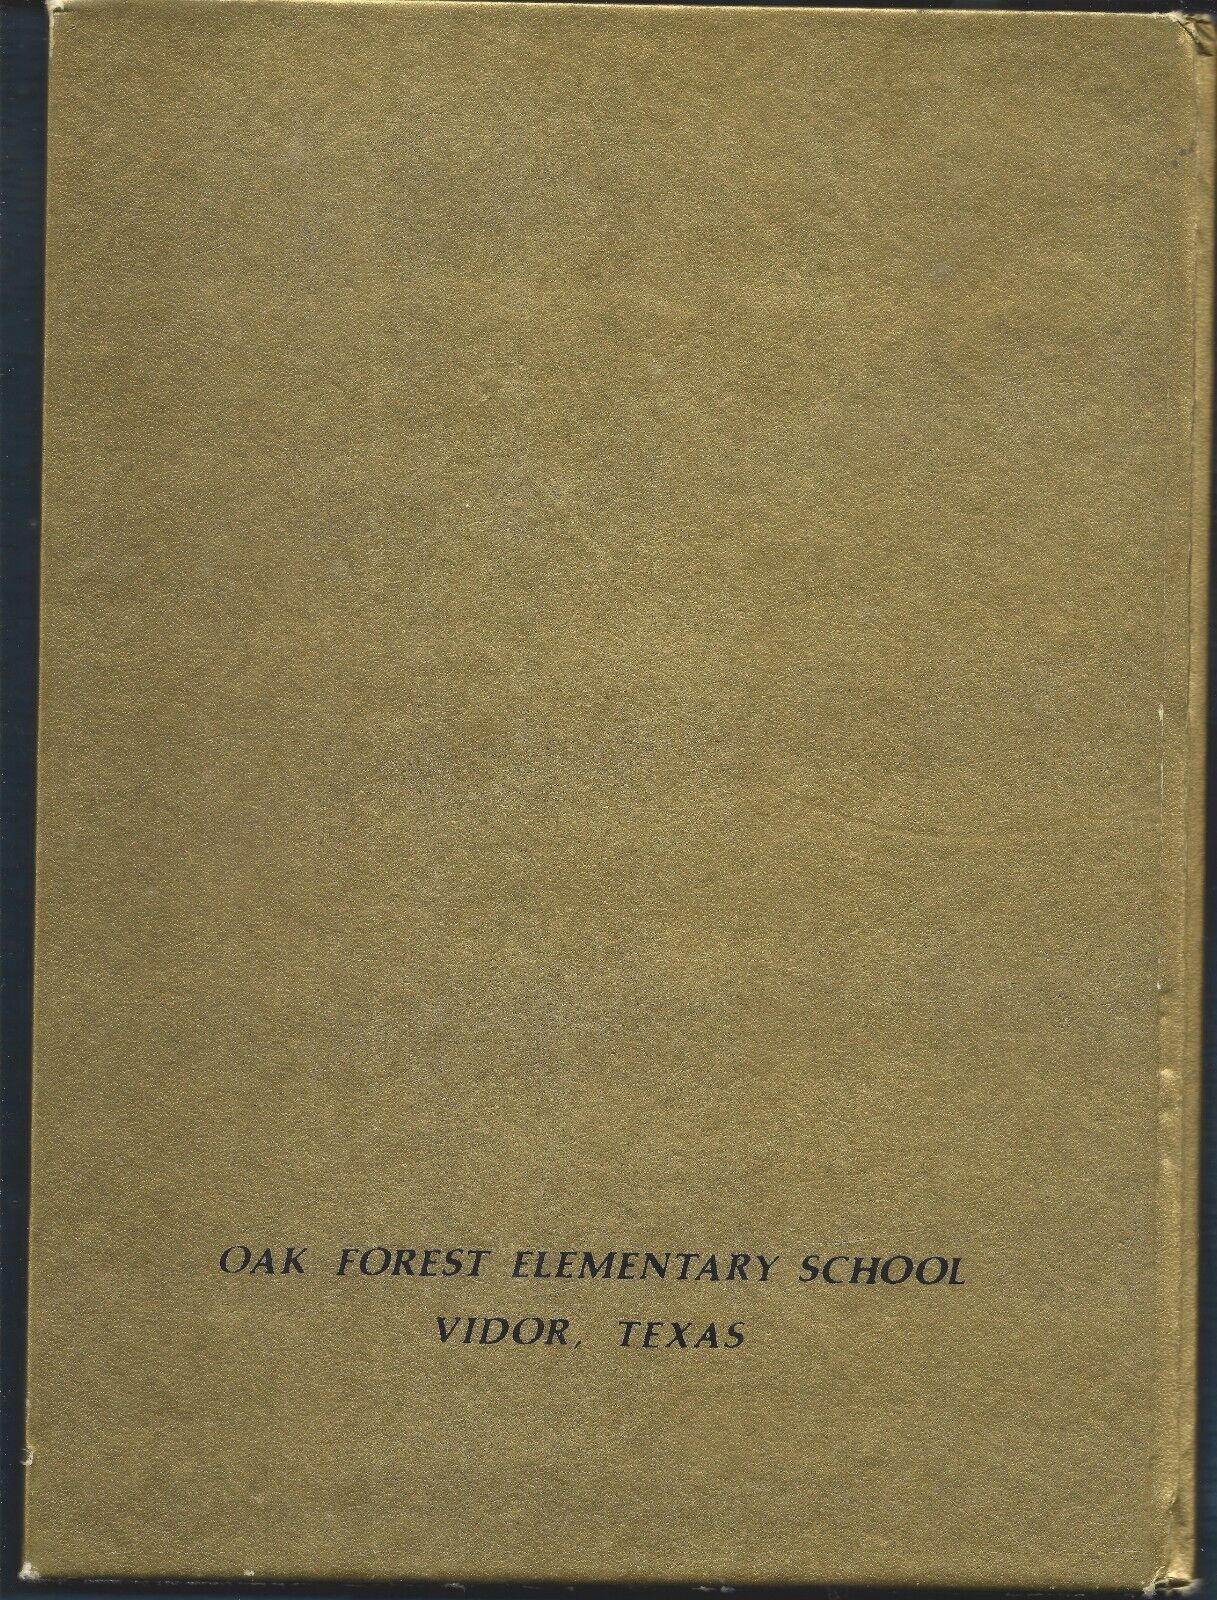 OAK FOREST ELEMENTARY SCHOOL
VIDOR, TEXAS